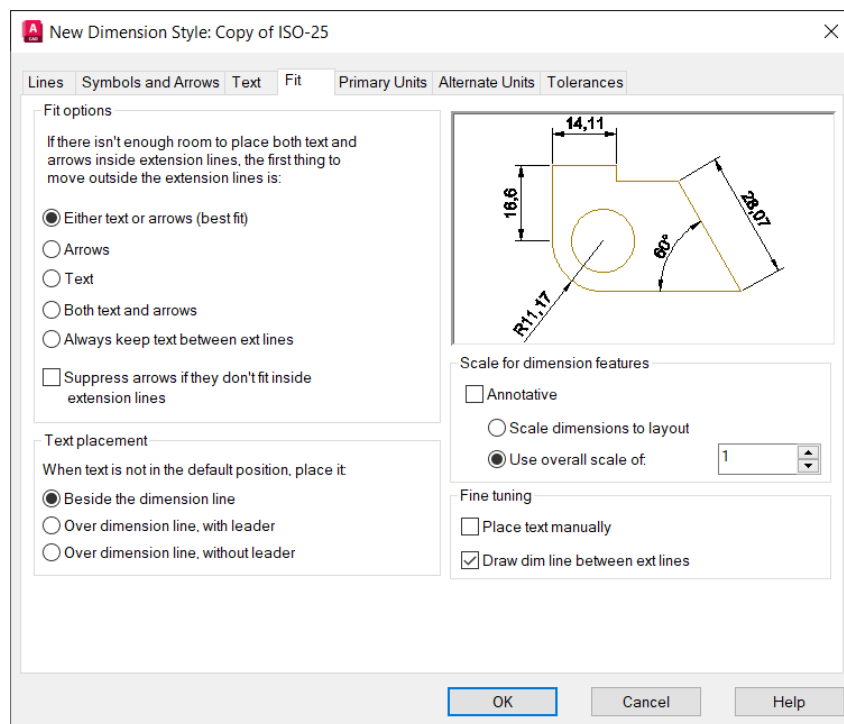 A
CAD
New Dimension Style: Copy of ISO-25
Lines
Symbols and Arrows
Text
Fit
Primary Units
Alternate Units
Tolerances
Fit options
If there isn't enough room to place both text and
arrows inside extension lines, the first thing to
move outside the extension lines is:
Either text or arrows (best fit)
Arrows
Text
Both text and arrows
Always keep text between ext lines
Suppress arrows if they don't fit inside
extension lines
Text placement
When text is not in the default position, place it:
Beside the dimension line
Over dimension line, with leader
Over dimension line, without leader
14,11
16,6
28,07
60°
R11,17
Scale for dimension features
Annotative
Scale dimensions to layout
Use overall scale of:
1
Fine tuning
Place text manually
Draw dim line between ext lines
OK
Cancel
Help